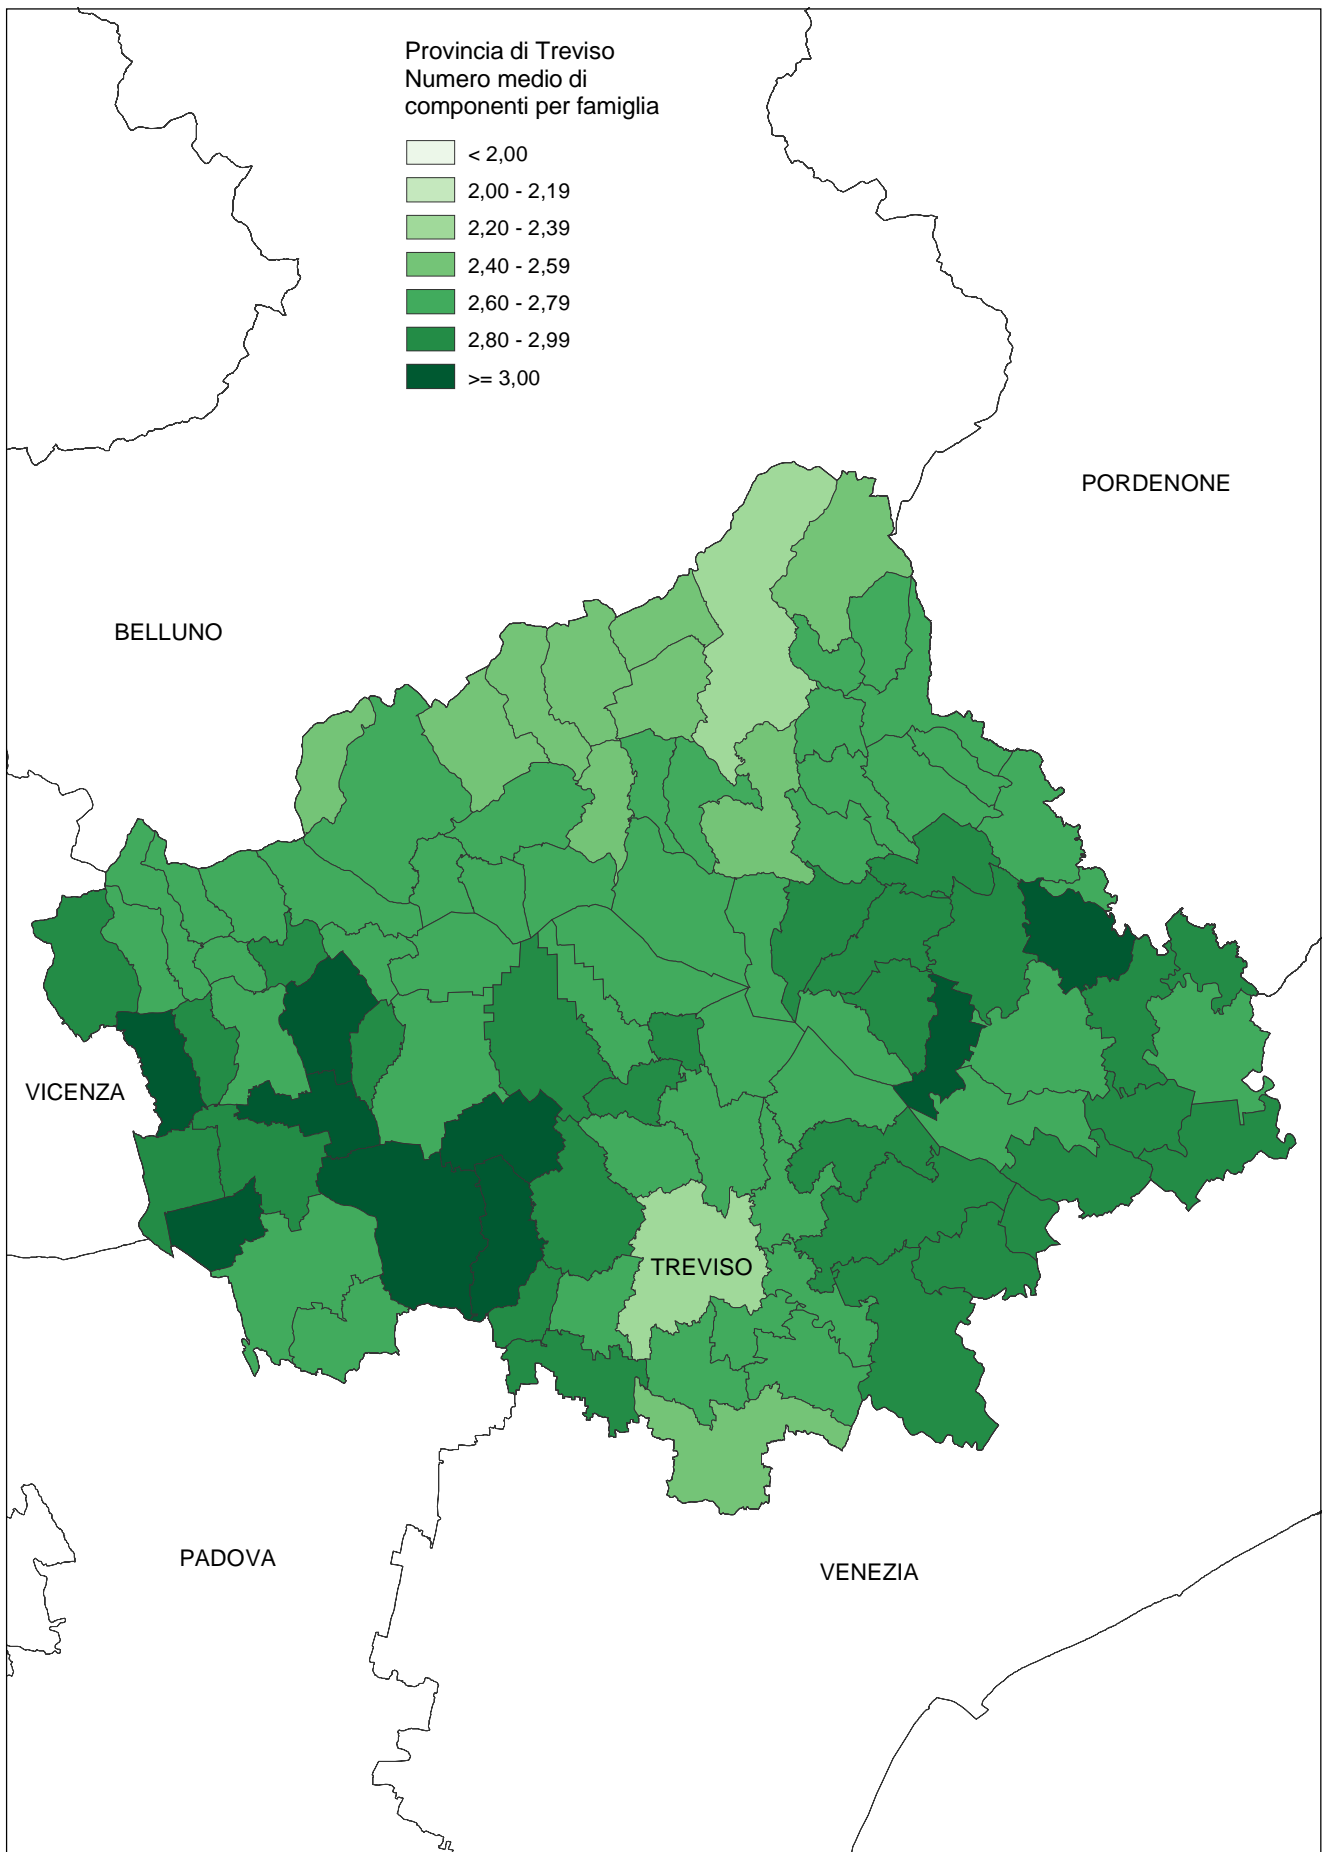 Provincia di Treviso
Numero medio di
componenti per famiglia
< 2,00
2,00 - 2,19
2,20 - 2,39
2,40 - 2,59
2,60 - 2,79
2,80 - 2,99
>= 3,00
PORDENONE
BELLUNO
VICENZA
TREVISO
PADOVA
VENEZIA